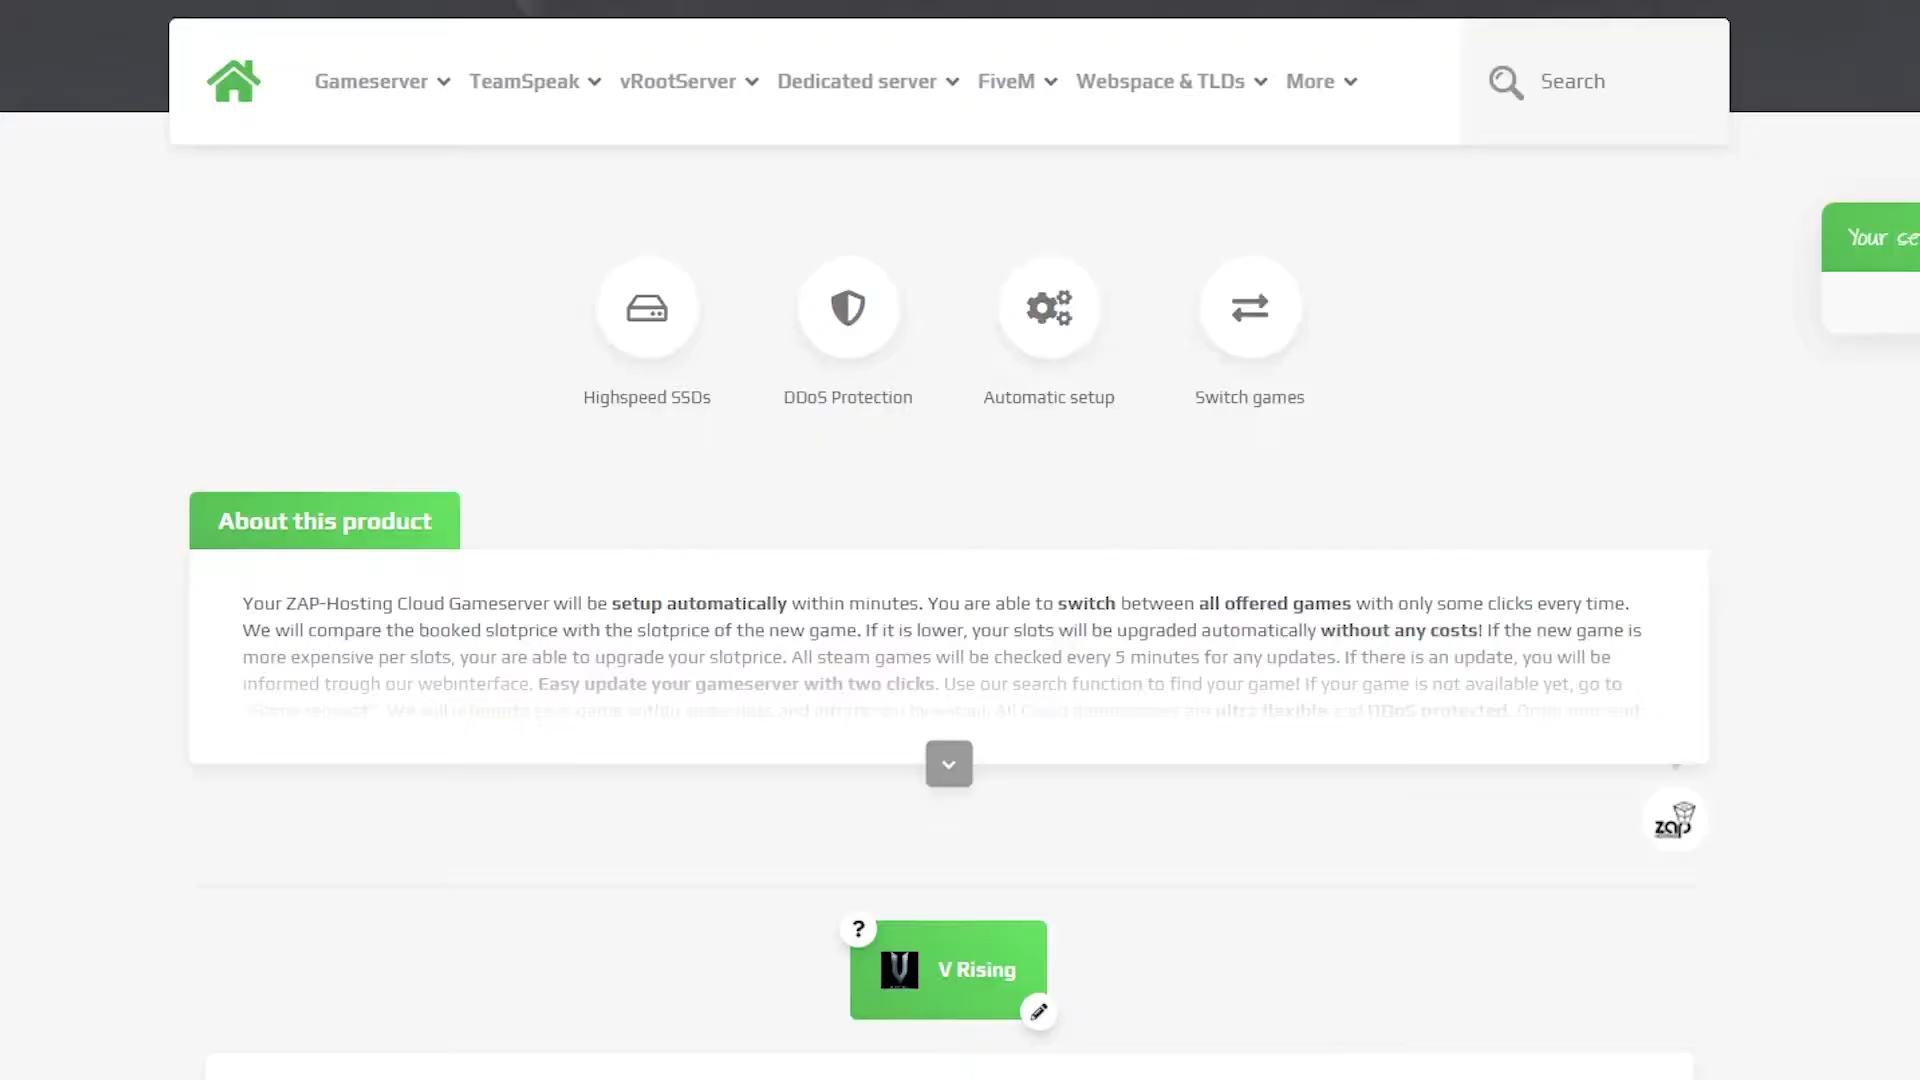 Gameserver TeamSpeak vRootServer Dedicated server FiveM Webspace & TLDs More Search
Your se
Highspeed SSDs DDoS Protection Automatic setup Switch games
About this product
Your ZAP-Hosting Cloud Gameserver will be setup automatically within minutes. You are able to switch between all offered games with only some clicks every time.
We will compare the booked slotprice with the slotprice of the new game. If it is lower, your slots will be upgraded automatically without any costs! If the new game is
more expensive per slots, your are able to upgrade your slotprice. All steam games will be checked every 5 minutes for any updates. If there is an update, you will be
informed trough our webinterface. Easy update your gameserver with two clicks. Use our search function to find your game! If your game is not available yet, go to
ultra flexible and DDoS protected.
zap
?
V Rising